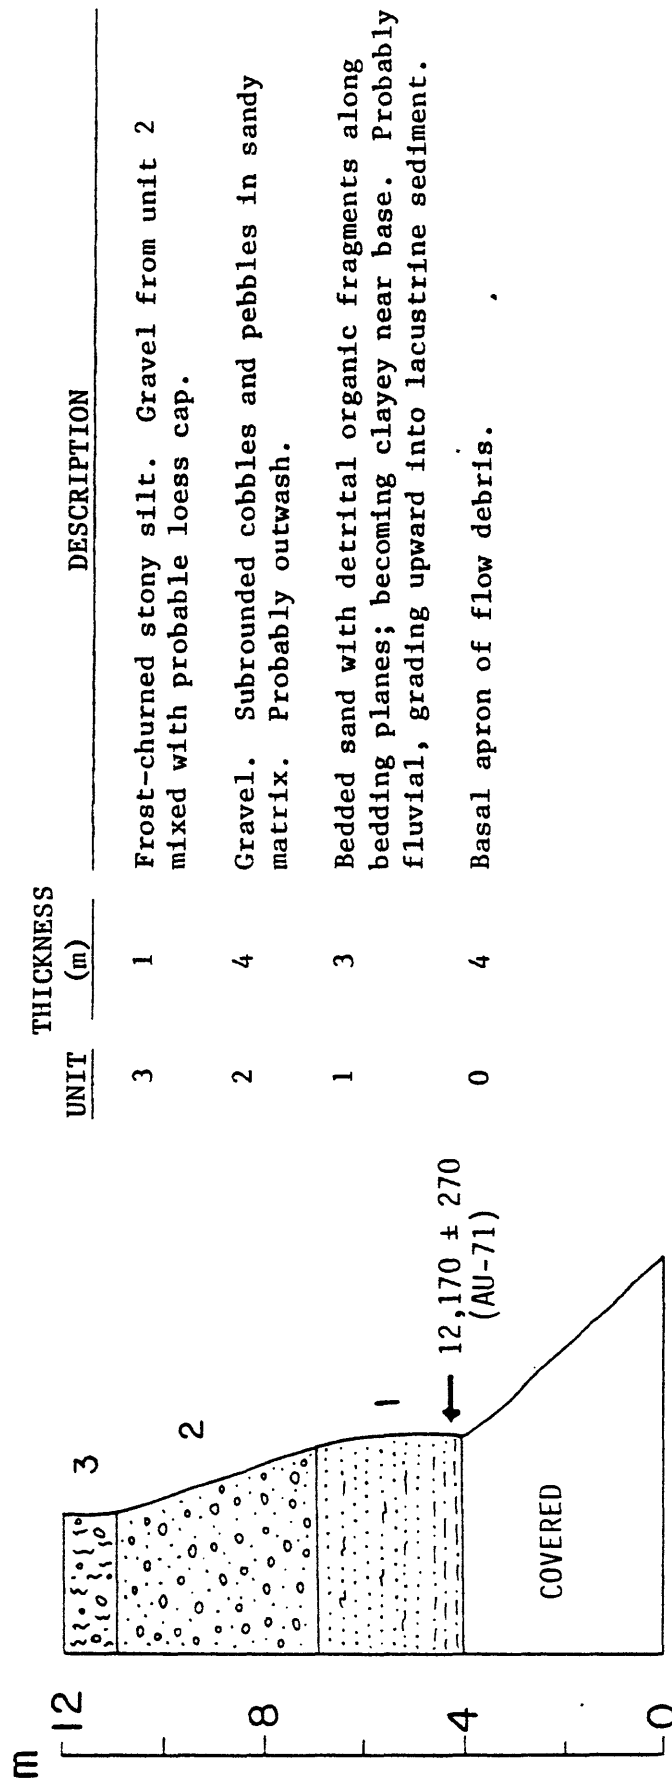 THICKNESS
UNIT (m) DESCRIPTION
3 1 Frost-churned stony silt. Gravel from unit 2
mixed with probable loess cap.
2 4 Gravel. Subrounded cobbles and pebbles in sandy
matrix. Probably outwash.
1 3 Bedded sand with detrital organic fragments along
bedding planes; becoming clayey near base. Probably
fluvial, grading upward into lacustrine sediment.
0 4 Basal apron of flow debris.
m
12
8
4
0
3
2
1
12,170 ± 270
(AU-71)
COVERED